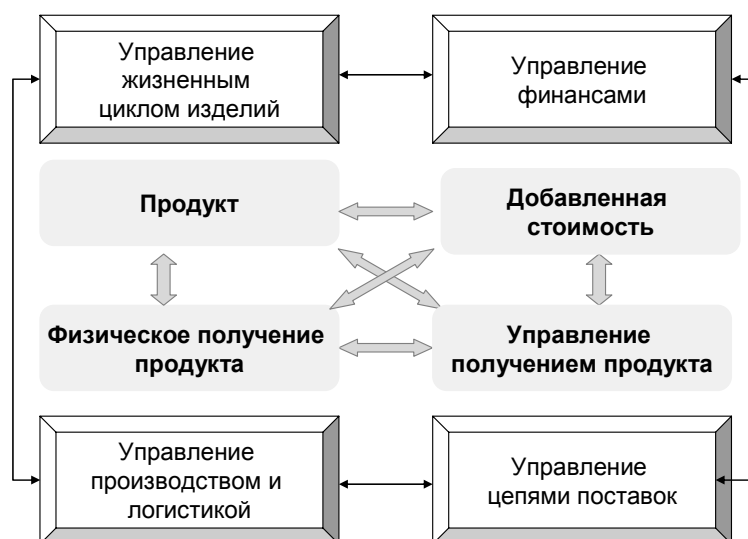 Управление
жизненным
циклом изделий
Управление
финансами
Продукт
Добавленная
стоимость
Физическое получение
продукта
Управление
получением продукта
Управление
производством и
логистикой
Управление
цепями поставок